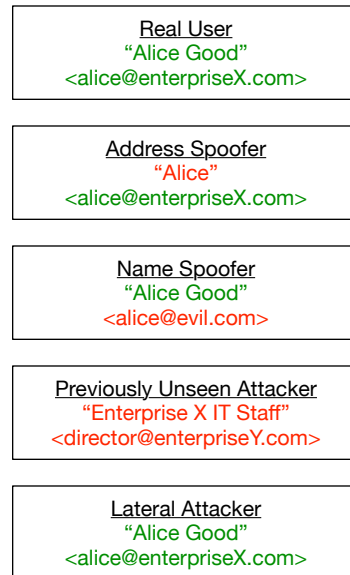 Real User
“Alice Good”
<alice@enterpriseX.com>
Address Spoofer
“Alice”
<alice@enterpriseX.com>
Name Spoofer
“Alice Good”
<alice@evil.com>
Previously Unseen Attacker
“Enterprise X IT Staff”
<director@enterpriseY.com>
Lateral Attacker
“Alice Good”
<alice@enterpriseX.com>